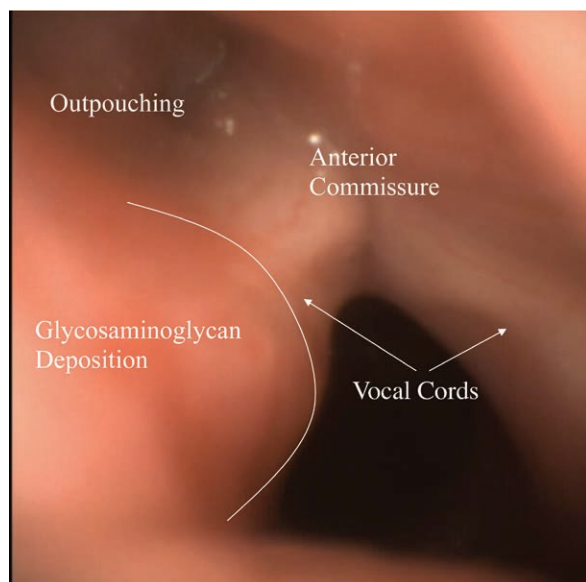 Outpouching
Anterior
Commissure
Glycosaminoglycan
Deposition
Vocal Cords